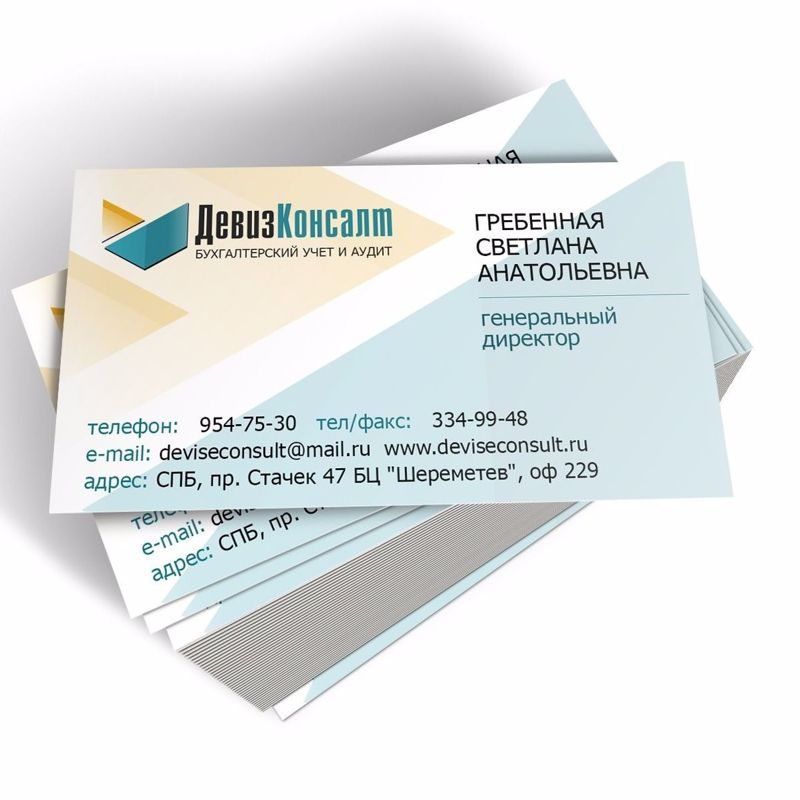 ДевизКонсалт
БУХГАЛТЕРСКИЙ УЧЕТ И АУДИТ
ГРЕБЕННАЯ
СВЕТЛАНА
АНАТОЛЬЕВНА
генеральный
директор
телефон: 954-75-30 тел/факс: 334-99-48
e-mail: deviseconsult@mail.ru www.deviseconsult.ru
адрес: СПБ, пр. Стачек 47 БЦ "Шереметев", оф 229
e-mail:
адрес: СПБ, пр.